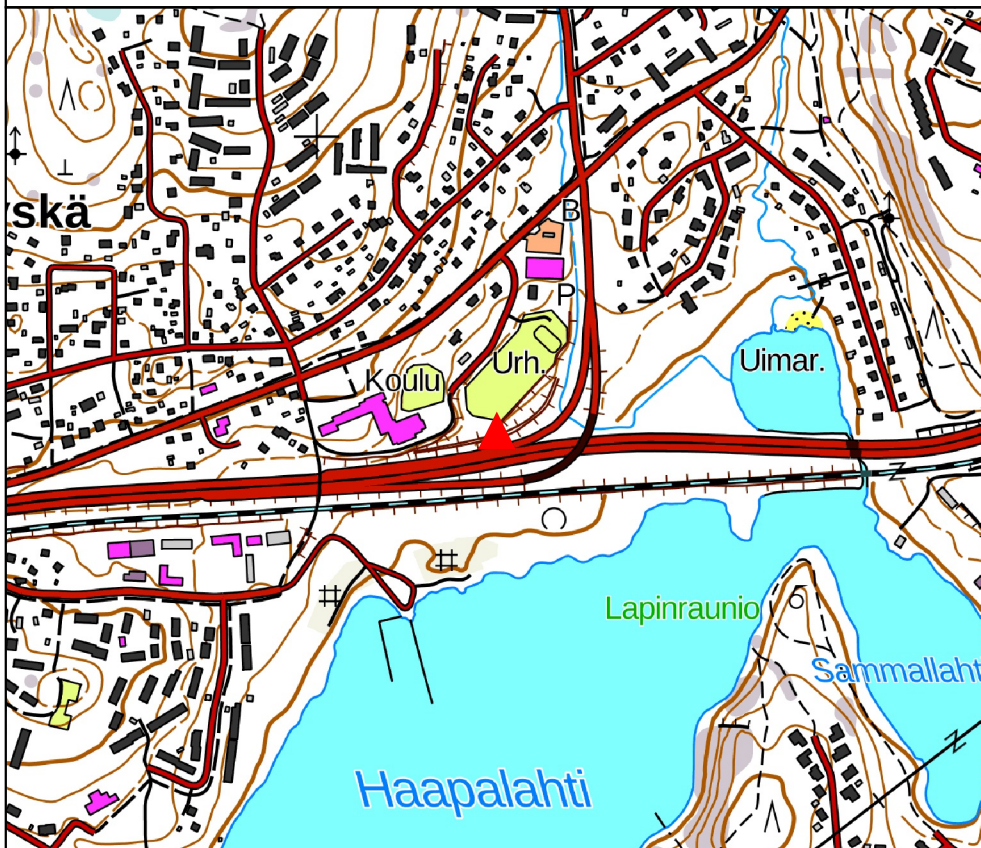 yskä
B
P
Urh.
Koulu
Uimar.
Lapinraunio
Sammallaht
Haapalahti